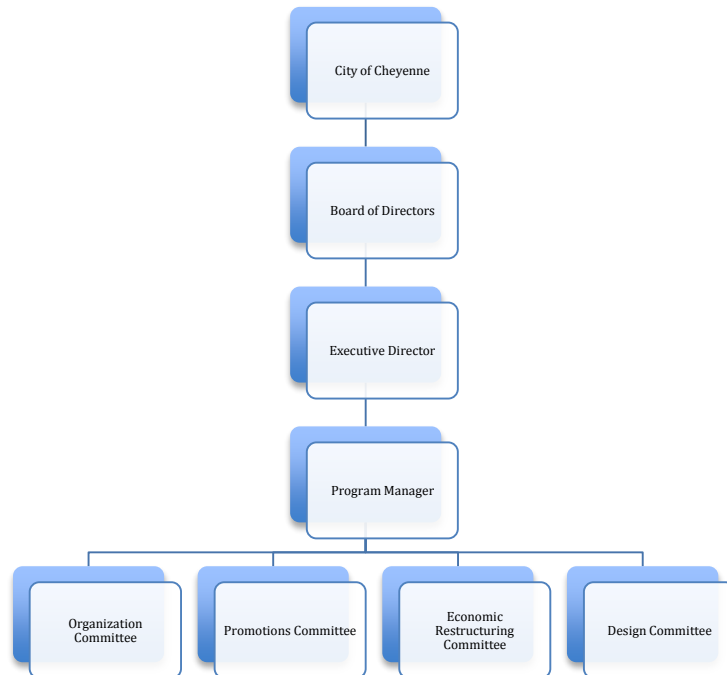 City of Cheyenne
Board of Directors
Executive Director
Program Manager
Organization
Committee
Promotions Committee
Economic
Restructuring
Committee
Design Committee